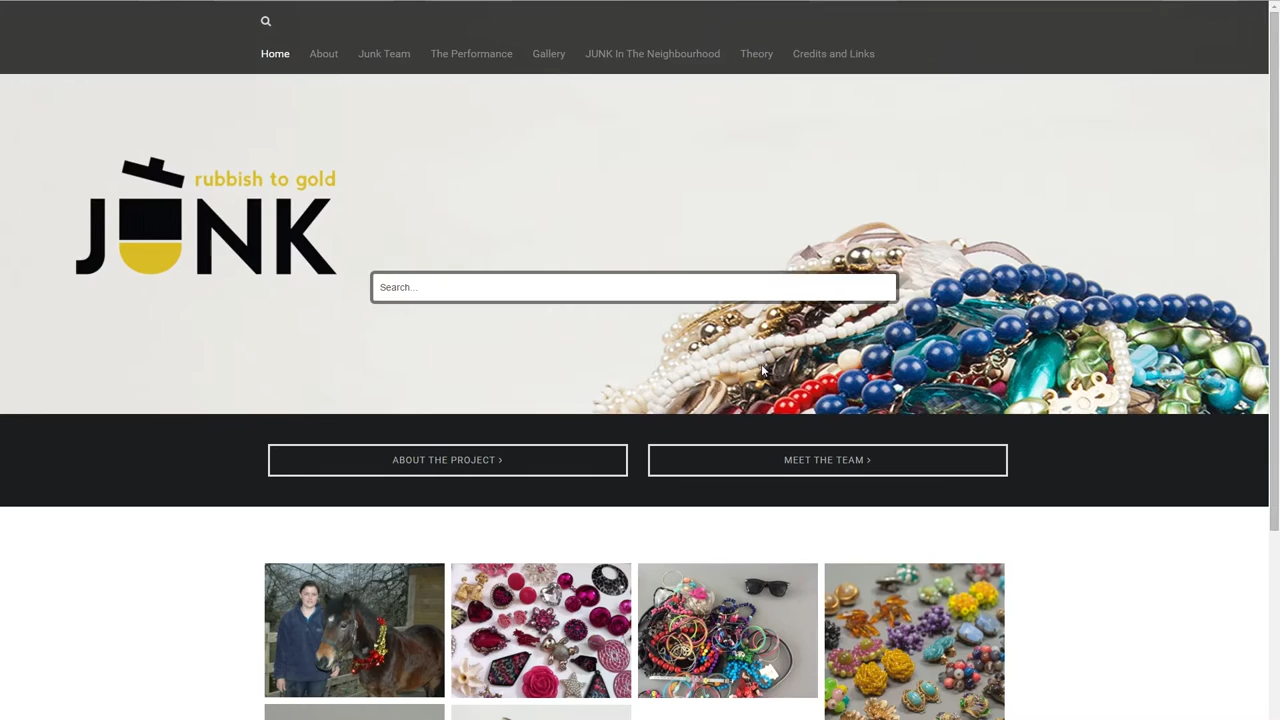 Home About Junk Team The Performance Gallery JUNK In The Neighbourhood Theory Credits and Links
rubbish to gold
JUNK
Search...
ABOUT THE PROJECT > MEET THE TEAM >